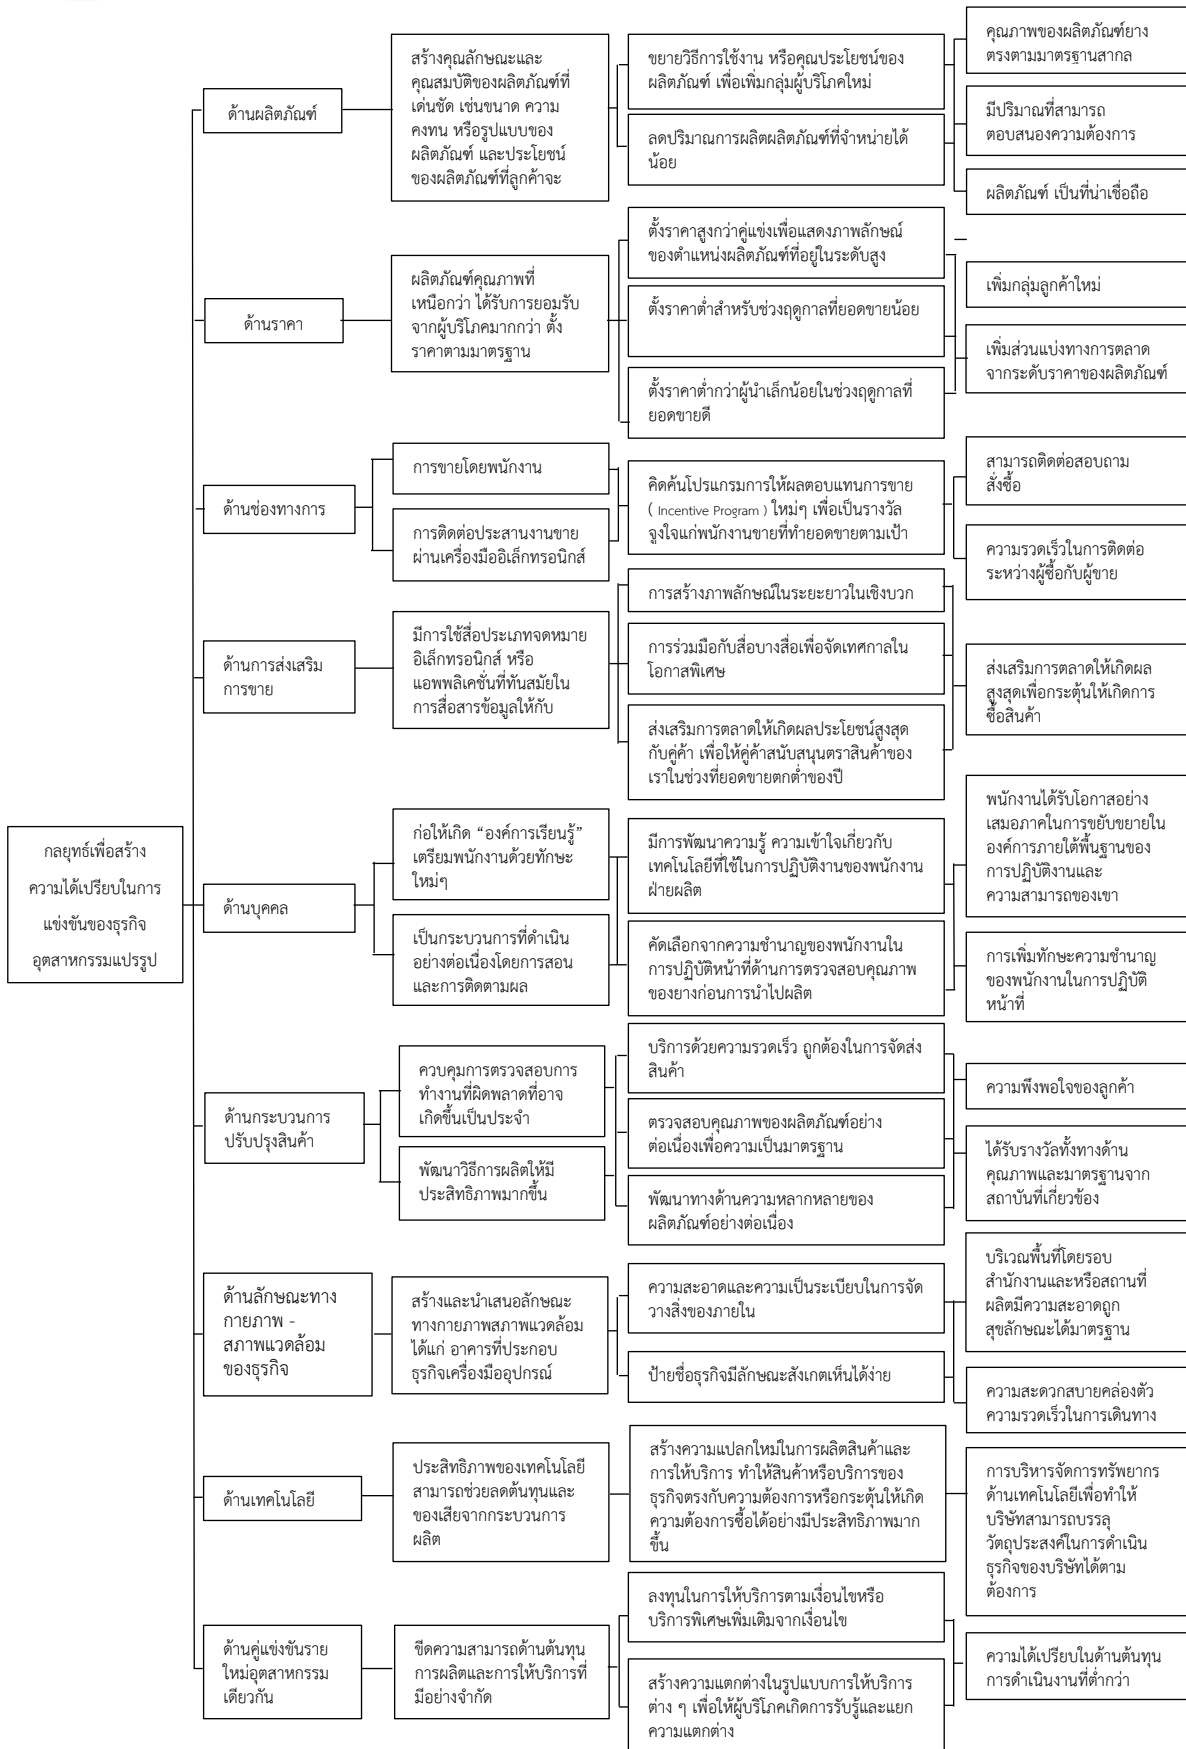 กลยุทธ์เพื่อสร้าง
ความได้เปรียบในการ
แข่งขันของธุรกิจ
อุตสาหกรรมแปรรูป
ด้านผลิตภัณฑ์
สร้างคุณลักษณะและ
คุณสมบัติของผลิตภัณฑ์ที่
เด่นชัด เช่นขนาด ความ
คงทน หรือรูปแบบของ
ผลิตภัณฑ์ และประโยชน์
ของผลิตภัณฑ์ที่ลูกค้าจะ
ขยายวิธีการใช้งาน หรือคุณประโยชน์ของ
ผลิตภัณฑ์ เพื่อเพิ่มกลุ่มผู้บริโภคใหม่
ลดปริมาณการผลิตผลิตภัณฑ์ที่จำหน่ายได้
น้อย
คุณภาพของผลิตภัณฑ์ยาง
ตรงตามมาตรฐานสากล
มีปริมาณที่สามารถ
ตอบสนองความต้องการ
ผลิตภัณฑ์ เป็นที่น่าเชื่อถือ
ด้านราคา
ผลิตภัณฑ์คุณภาพที่
เหนือกว่า ได้รับการยอมรับ
จากผู้บริโภคมากกว่า ตั้ง
ราคาตามมาตรฐาน
ตั้งราคาสูงกว่าคู่แข่งเพื่อแสดงภาพลักษณ์
ของตำแหน่งผลิตภัณฑ์ที่อยู่ในระดับสูง
ตั้งราคาต่ำสำหรับช่วงฤดูกาลที่ยอดขายน้อย
ตั้งราคาต่ำกว่าผู้นำเล็กน้อยในช่วงฤดูกาลที่
ยอดขายดี
เพิ่มกลุ่มลูกค้าใหม่
เพิ่มส่วนแบ่งทางการตลาด
จากระดับราคาของผลิตภัณฑ์
ด้านช่องทางการ
การขายโดยพนักงาน
การติดต่อประสานงานขาย
ผ่านเครื่องมืออิเล็กทรอนิกส์
คิดค้นโปรแกรมการให้ผลตอบแทนการขาย
( Incentive Program ) ใหม่ๆ เพื่อเป็นรางวัล
จูงใจแก่พนักงานขายที่ทำยอดขายตามเป้า
สามารถติดต่อสอบถาม
สั่งซื้อ
ความรวดเร็วในการติดต่อ
ระหว่างผู้ซื้อกับผู้ขาย
ด้านการส่งเสริม
การขาย
มีการใช้สื่อประเภทจดหมาย
อิเล็กทรอนิกส์ หรือ
แอพพลิเคชั่นที่ทันสมัยใน
การสื่อสารข้อมูลให้กับ
การสร้างภาพลักษณ์ในระยะยาวในเชิงบวก
การร่วมมือกับสื่อบางสื่อเพื่อจัดเทศกาลใน
โอกาสพิเศษ
ส่งเสริมการตลาดให้เกิดผลประโยชน์สูงสุด
กับคู่ค้า เพื่อให้คู่ค้าสนับสนุนตราสินค้าของ
เราในช่วงที่ยอดขายตกต่ำของปี
ส่งเสริมการตลาดให้เกิดผล
สูงสุดเพื่อกระตุ้นให้เกิดการ
ซื้อสินค้า
ด้านบุคคล
ก่อให้เกิด “องค์การเรียนรู้”
เตรียมพนักงานด้วยทักษะ
ใหม่ๆ
เป็นกระบวนการที่ดำเนิน
อย่างต่อเนื่องโดยการสอน
และการติดตามผล
มีการพัฒนาความรู้ ความเข้าใจเกี่ยวกับ
เทคโนโลยีที่ใช้ในการปฏิบัติงานของพนักงาน
ฝ่ายผลิต
คัดเลือกจากความชำนาญของพนักงานใน
การปฏิบัติหน้าที่ด้านการตรวจสอบคุณภาพ
ของยางก่อนการนำไปผลิต
พนักงานได้รับโอกาสอย่าง
เสมอภาคในการขยับขยายใน
องค์การภายใต้พื้นฐานของ
การปฏิบัติงานและ
ความสามารถของเขา
การเพิ่มทักษะความชำนาญ
ของพนักงานในการปฏิบัติ
หน้าที่
ด้านกระบวนการ
ปรับปรุงสินค้า
ควบคุมการตรวจสอบการ
ทำงานที่ผิดพลาดที่อาจ
เกิดขึ้นเป็นประจำ
พัฒนาวิธีการผลิตให้มี
ประสิทธิภาพมากขึ้น
บริการด้วยความรวดเร็ว ถูกต้องในการจัดส่ง
สินค้า
ตรวจสอบคุณภาพของผลิตภัณฑ์อย่าง
ต่อเนื่องเพื่อความเป็นมาตรฐาน
พัฒนาทางด้านความหลากหลายของ
ผลิตภัณฑ์อย่างต่อเนื่อง
ความพึงพอใจของลูกค้า
ได้รับรางวัลทั้งทางด้าน
คุณภาพและมาตรฐานจาก
สถาบันที่เกี่ยวข้อง
ด้านลักษณะทาง
กายภาพ -
สภาพแวดล้อม
ของธุรกิจ
สร้างและนำเสนอลักษณะ
ทางกายภาพสภาพแวดล้อม
ได้แก่ อาคารที่ประกอบ
ธุรกิจเครื่องมืออุปกรณ์
ความสะอาดและความเป็นระเบียบในการจัด
วางสิ่งของภายใน
ป้ายชื่อธุรกิจมีลักษณะสังเกตเห็นได้ง่าย
บริเวณพื้นที่โดยรอบ
สำนักงานและหรือสถานที่
ผลิตมีความสะอาดถูก
สุขลักษณะได้มาตรฐาน
ความสะดวกสบายคล่องตัว
ความรวดเร็วในการเดินทาง
ด้านเทคโนโลยี
ประสิทธิภาพของเทคโนโลยี
สามารถช่วยลดต้นทุนและ
ของเสียจากกระบวนการ
ผลิต
สร้างความแปลกใหม่ในการผลิตสินค้าและ
การให้บริการ ทำให้สินค้าหรือบริการของ
ธุรกิจตรงกับความต้องการหรือกระตุ้นให้เกิด
ความต้องการซื้อได้อย่างมีประสิทธิภาพมาก
ขึ้น
การบริหารจัดการทรัพยากร
ด้านเทคโนโลยีเพื่อทำให้
บริษัทสามารถบรรลุ
วัตถุประสงค์ในการดำเนิน
ธุรกิจของบริษัทได้ตาม
ต้องการ
ด้านคู่แข่งขันราย
ใหม่อุตสาหกรรม
เดียวกัน
ขีดความสามารถด้านต้นทุน
การผลิตและการให้บริการที่
มีอย่างจำกัด
ลงทุนในการให้บริการตามเงื่อนไขหรือ
บริการพิเศษเพิ่มเติมจากเงื่อนไข
สร้างความแตกต่างในรูปแบบการให้บริการ
ต่าง ๆ เพื่อให้ผู้บริโภคเกิดการรับรู้และแยก
ความแตกต่าง
ความได้เปรียบในด้านต้นทุน
การดำเนินงานที่ต่ำกว่า